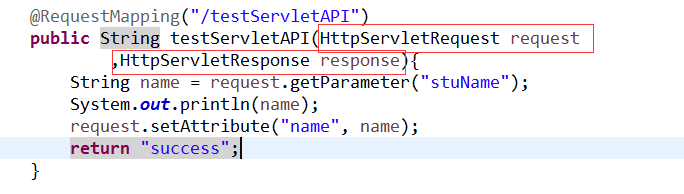 @RequestMapping("/testServletAPI")
public String testServletAPI(HttpServletRequest request
,HttpServletResponse response){
String name = request.getParameter("stuName");
System.out.println(name);
request.setAttribute("name", name);
return "success";
}